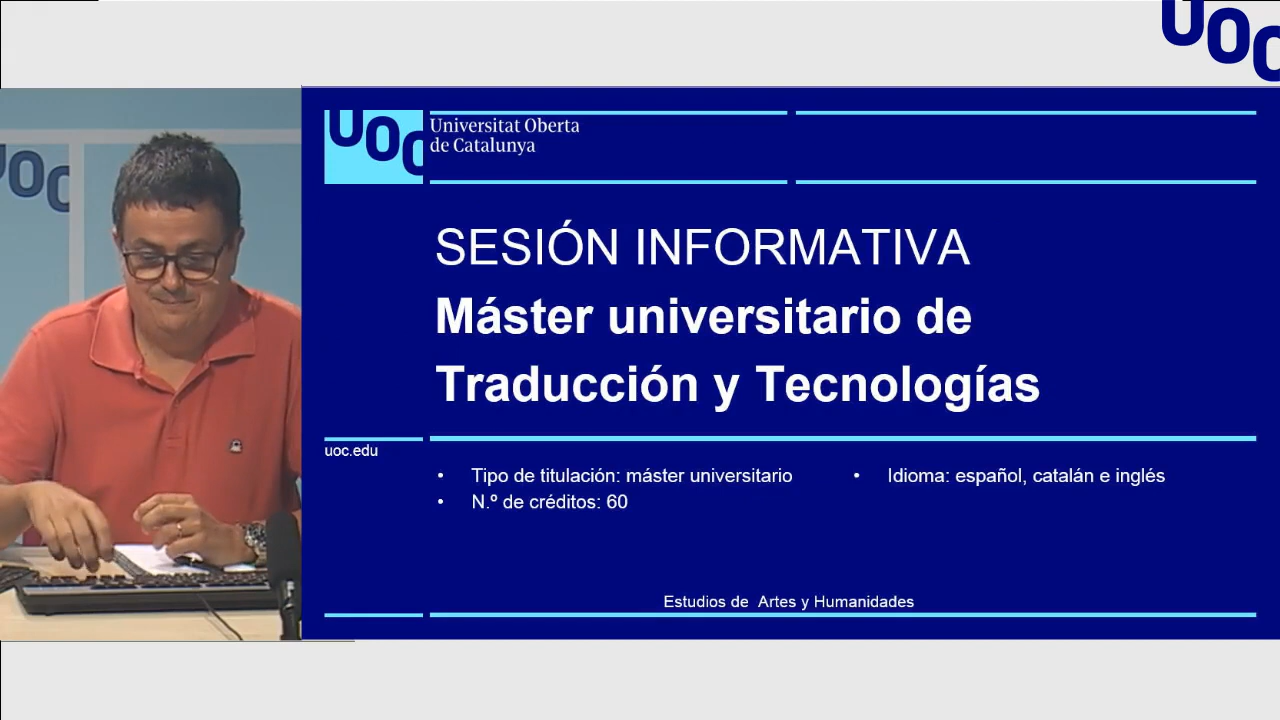 UOC
UOC
UOC
Universitat Oberta
de Catalunya
SESIÓN INFORMATIVA
Máster universitario de
Traducción y Tecnologías
uoc.edu
• Tipo de titulación: máster universitario
• N.º de créditos: 60
• Idioma: español, catalán e inglés
Estudios de Artes y Humanidades